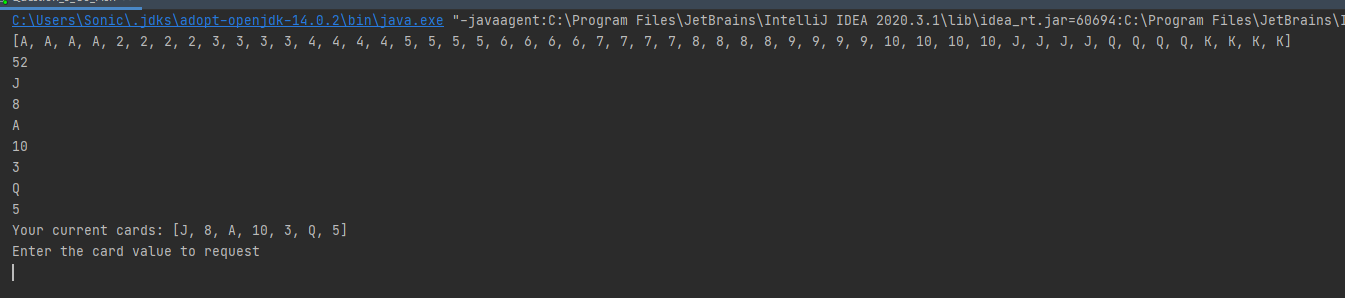 C:\Users\Sonic\.jdks\adopt-openjdk-14.0.2\bin\java.exe "-javaagent:C:\Program Files\JetBrains\IntelliJ IDEA 2020.3.1\lib\idea_rt.jar=60694:C:\Program Files\JetBrains\I
[A, A, A, A, 2, 2, 2, 2, 3, 3, 3, 3, 4, 4, 4, 4, 5, 5, 5, 5, 6, 6, 6, 6, 7, 7, 7, 7, 8, 8, 8, 8, 9, 9, 9, 9, 10, 10, 10, 10, J, J, J, J, Q, Q, Q, Q, K, K, K, K]
52
J
8
A
10
3
Q
5
Your current cards: [J, 8, A, 10, 3, Q, 5]
Enter the card value to request